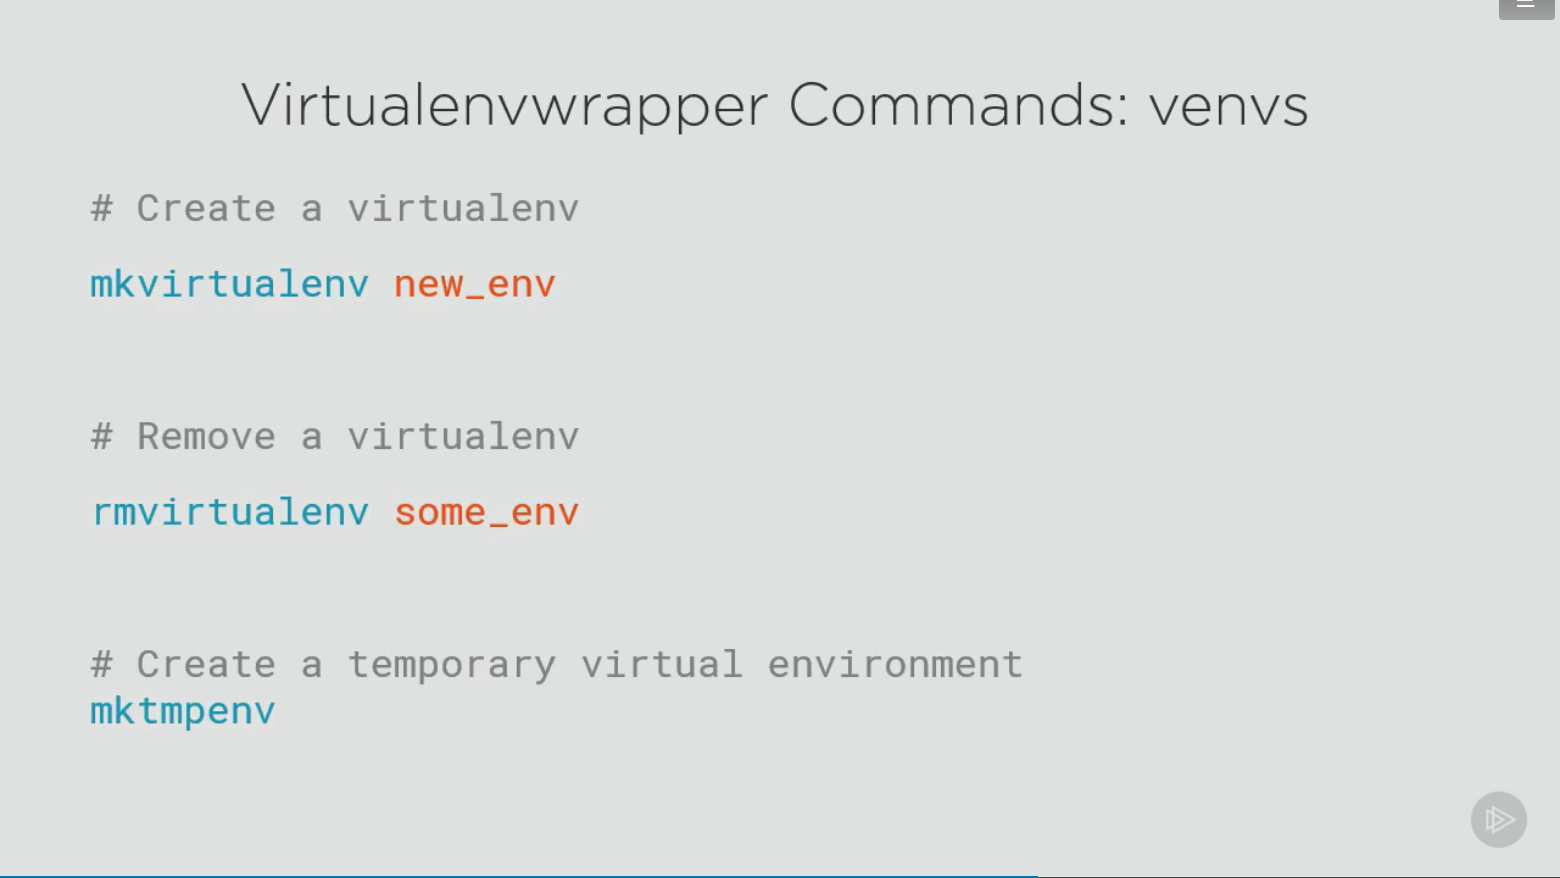 Virtualenvwrapper Commands: venvs
# Create a virtualenv
mkvirtualenv new_env
# Remove a virtualenv
rmvirtualenv some_env
# Create a temporary virtual environment
mktmpenv